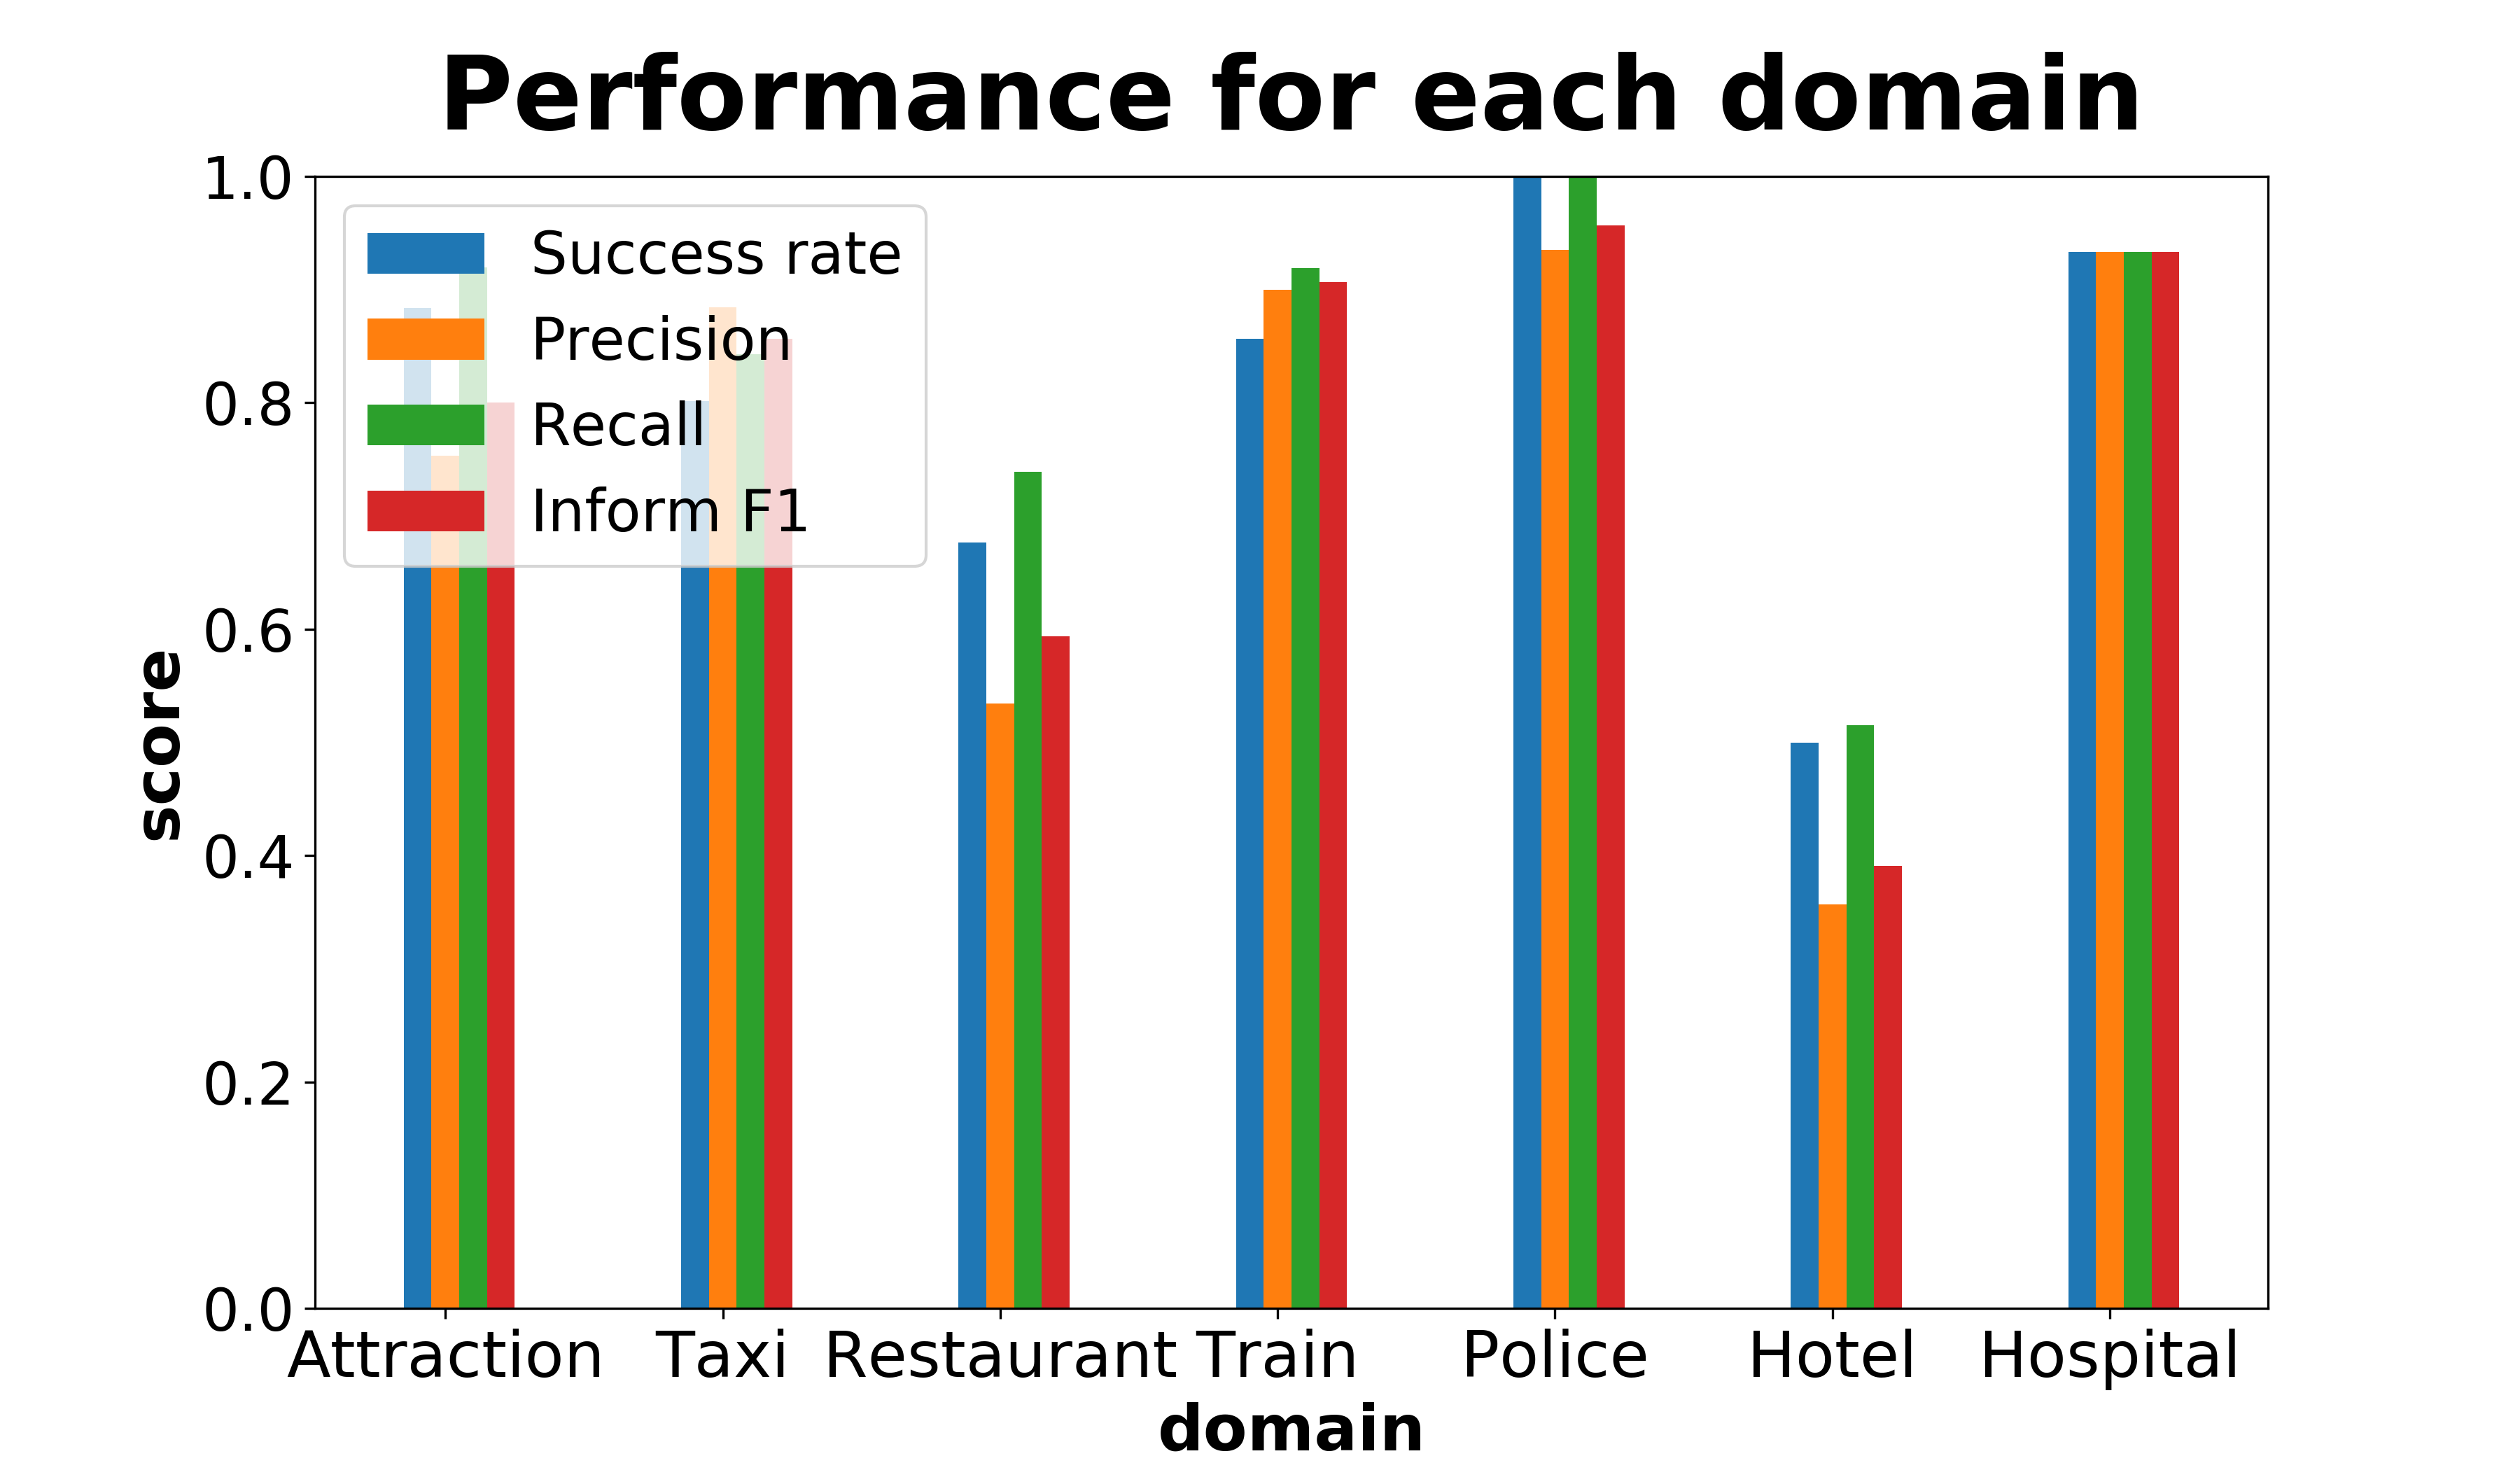 Performance for each domain
1.0
0.8
0.6
0.4
0.2
0.0
score
Success rate
Precision
Recall
Inform F1
Attraction Taxi Restaurant Train Police Hotel Hospital
domain